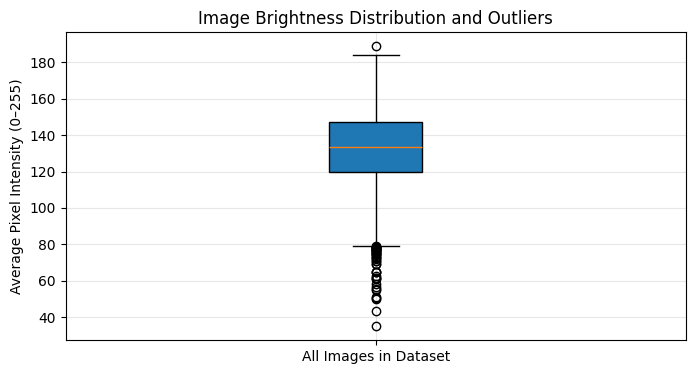 Image Brightness Distribution and Outliers
Average Pixel Intensity (0–255)
180
160
140
120
100
80
60
40
All Images in Dataset